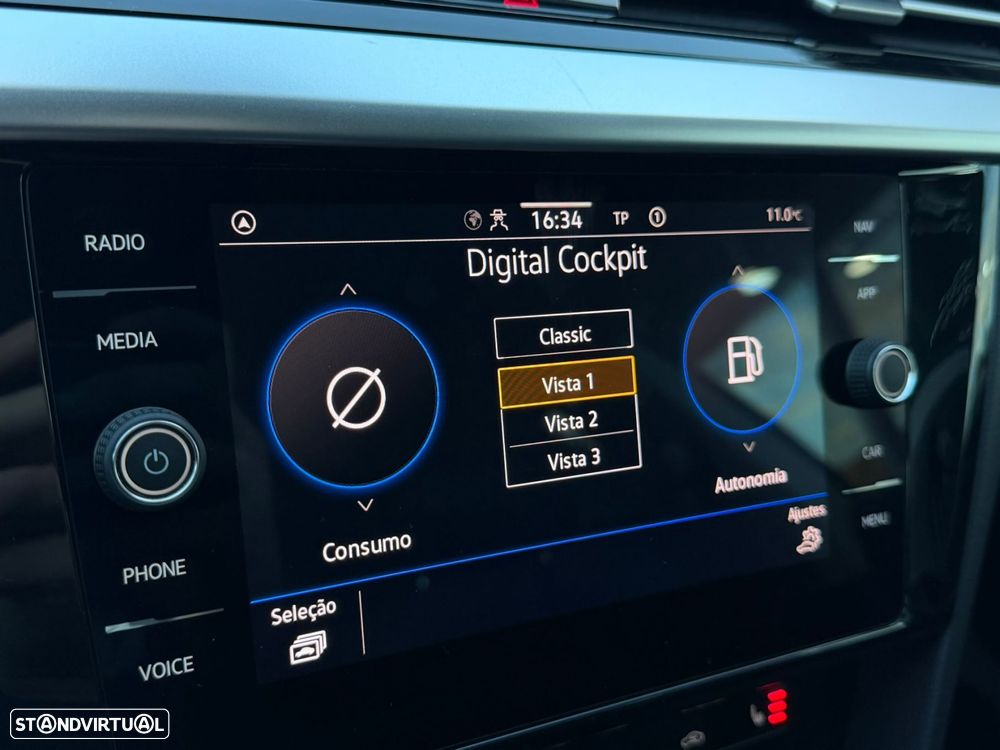 RADIO
MEDIA
PHONE
VOICE
16:34
TP
1
11.0°C
Digital Cockpit
Classic
Vista 1
Vista 2
Vista 3
Consumo
Autonomia
Seleção
Ajustes
NAV
APP
CAR
MENU
STANDVIRTUAL